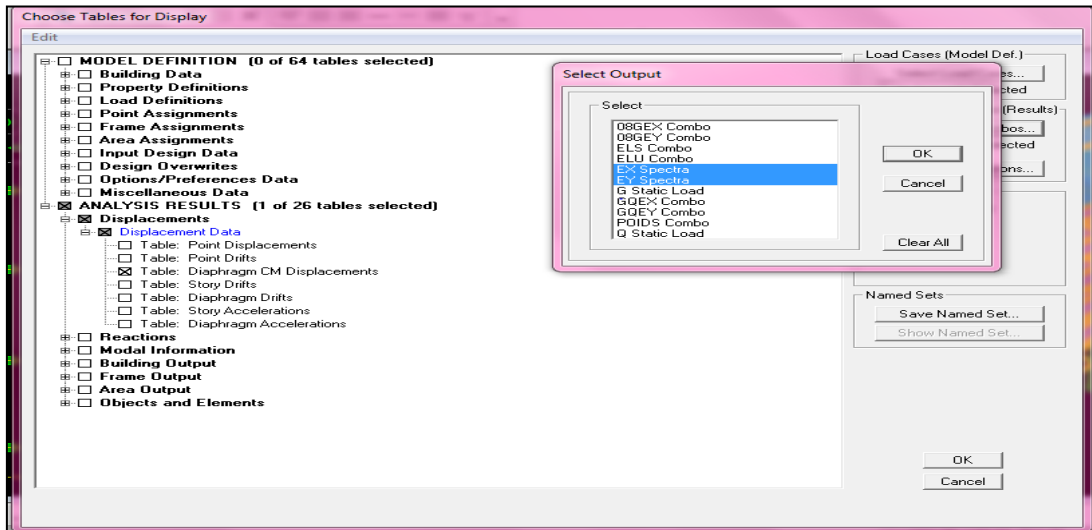 Choose Tables for Display
Edit
MODEL DEFINITION (0 of 64 tables selected)
Building Data
Property Definitions
Load Definitions
Point Assignments
Frame Assignments
Area Assignments
Input Design Data
Design Overwrites
Options/Preferences Data
Miscellaneous Data
ANALYSIS RESULTS (1 of 26 tables selected)
Displacements
Displacement Data
Table: Point Displacements
Table: Point Drifts
Table: Diaphragm CM Displacements
Table: Story Drifts
Table: Diaphragm Drifts
Table: Story Accelerations
Table: Diaphragm Accelerations
Reactions
Modal Information
Building Output
Frame Output
Area Output
Objects and Elements
Select Output
Select
08GEX Combo
08GEY Combo
ELS Combo
ELU Combo
EX Spectra
EY Spectra
G Static Load
GQEX Combo
GQEY Combo
POIDS Combo
Q Static Load
OK
Cancel
Clear All
Load Cases (Model Def.)
(Results)
Named Sets
Save Named Set...
Show Named Set...
OK
Cancel